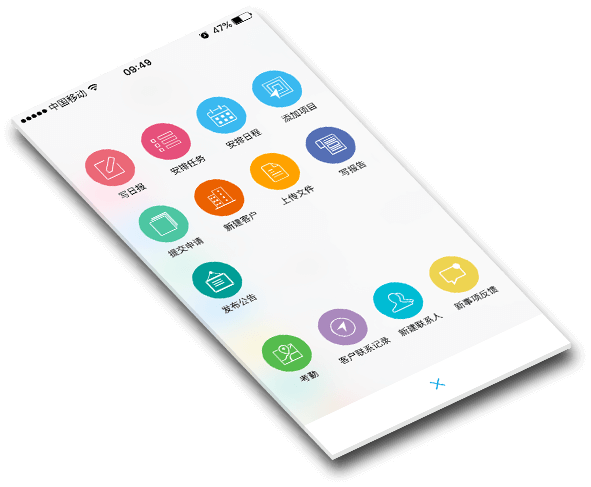 中国移动 09:49 47%
写日报 安排任务 安排日程 添加项目
提交申请 新建客户 上传文件 写报告
发布公告
考勤 客户联系记录 新建联系人 新事项反馈